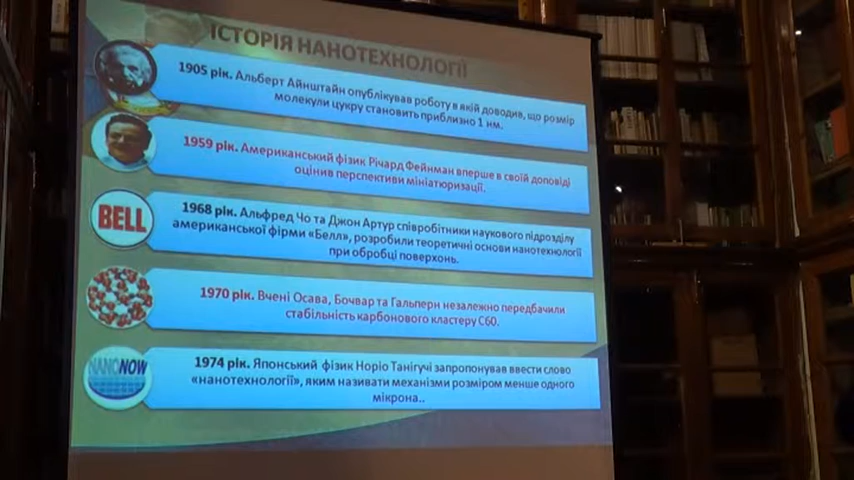 ІСТОРІЯ НАНОТЕХНОЛОГІЇ
1905 рік. Альберт Айнштайн опублікував роботу в якій доводив, що розмір
молекули цукру становить приблизно 1 нм.
1959 рік. Американський фізик Річард Фейнман вперше в своїй доповіді
оцінив перспективи мініатюризації.
BELL
1968 рік. Альфред Чо та Джон Артур співробітники наукового підрозділу
американської фірми «Белл», розробили теоретичні основи нанотехнології
при обробці поверхонь.
1970 рік. Вчені Осава, Бочвар та Гальперн незалежно передбачили
стабільність карбонового кластеру С60.
NANONOW
1974 рік. Японський фізик Норіо Танігучі запропонував ввести слово
«нанотехнології», яким називати механізми розміром менше одного
мікрона..